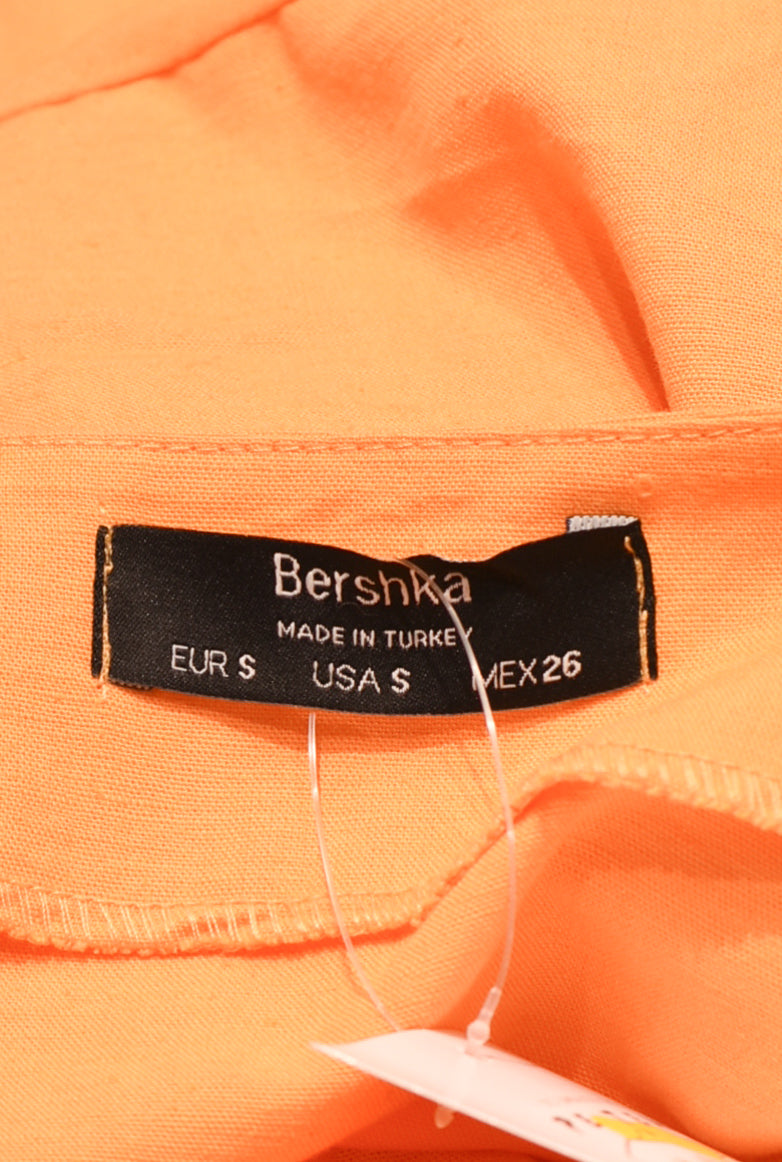 Bershka
MADE IN TURKEY
EUR S USA S MEX 26